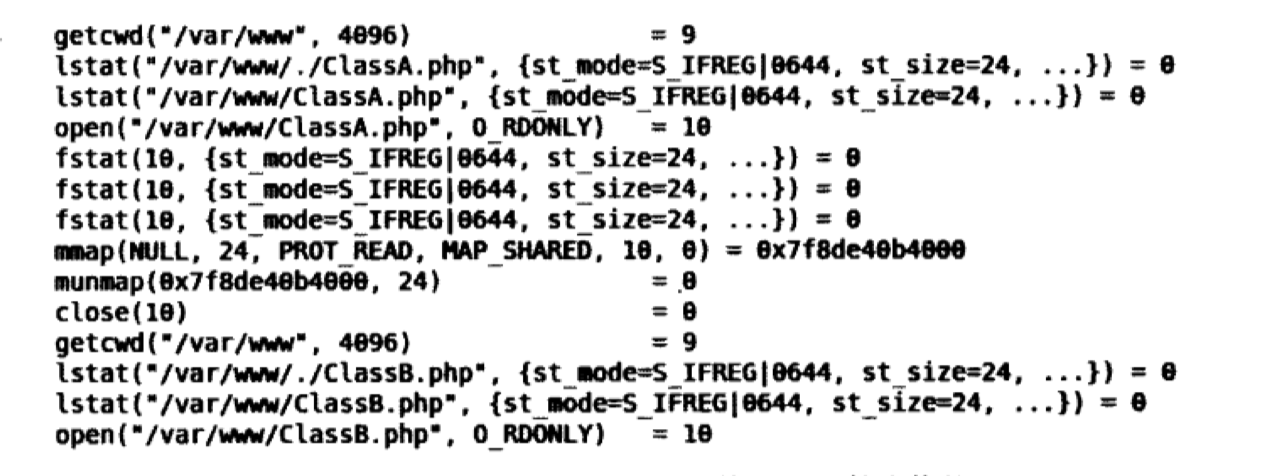 getcwd("/var/www", 4096) = 9
lstat("/var/www/./ClassA.php", {st_mode=S_IFREG|0644, st_size=24, ...}) = 0
lstat("/var/www/ClassA.php", {st_mode=S_IFREG|0644, st_size=24, ...}) = 0
open("/var/www/ClassA.php", O_RDONLY) = 10
fstat(10, {st_mode=S_IFREG|0644, st_size=24, ...}) = 0
fstat(10, {st_mode=S_IFREG|0644, st_size=24, ...}) = 0
fstat(10, {st_mode=S_IFREG|0644, st_size=24, ...}) = 0
mmap(NULL, 24, PROT_READ, MAP_SHARED, 10, 0) = 0x7f8de40b4000
munmap(0x7f8de40b4000, 24) = 0
close(10) = 0
getcwd("/var/www", 4096) = 9
lstat("/var/www/./ClassB.php", {st_mode=S_IFREG|0644, st_size=24, ...}) = 0
lstat("/var/www/ClassB.php", {st_mode=S_IFREG|0644, st_size=24, ...}) = 0
open("/var/www/ClassB.php", O_RDONLY) = 10